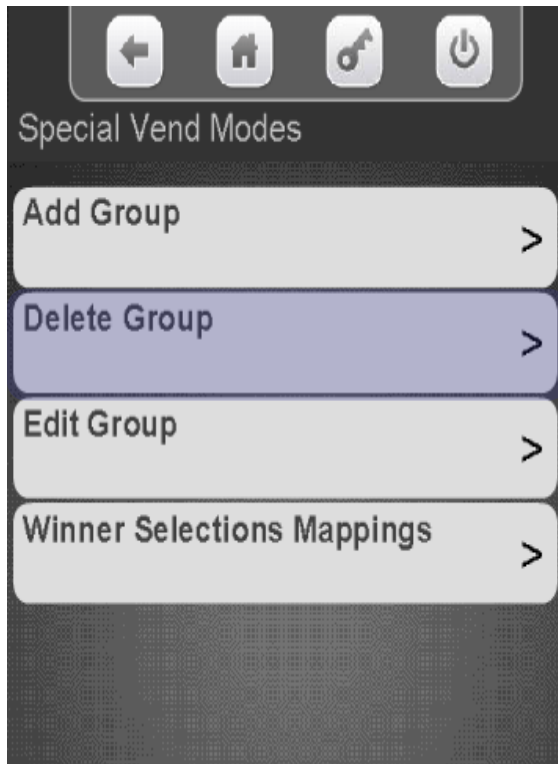 Special Vend Modes
Add Group
>
Delete Group
>
Edit Group
>
Winner Selections Mappings
>